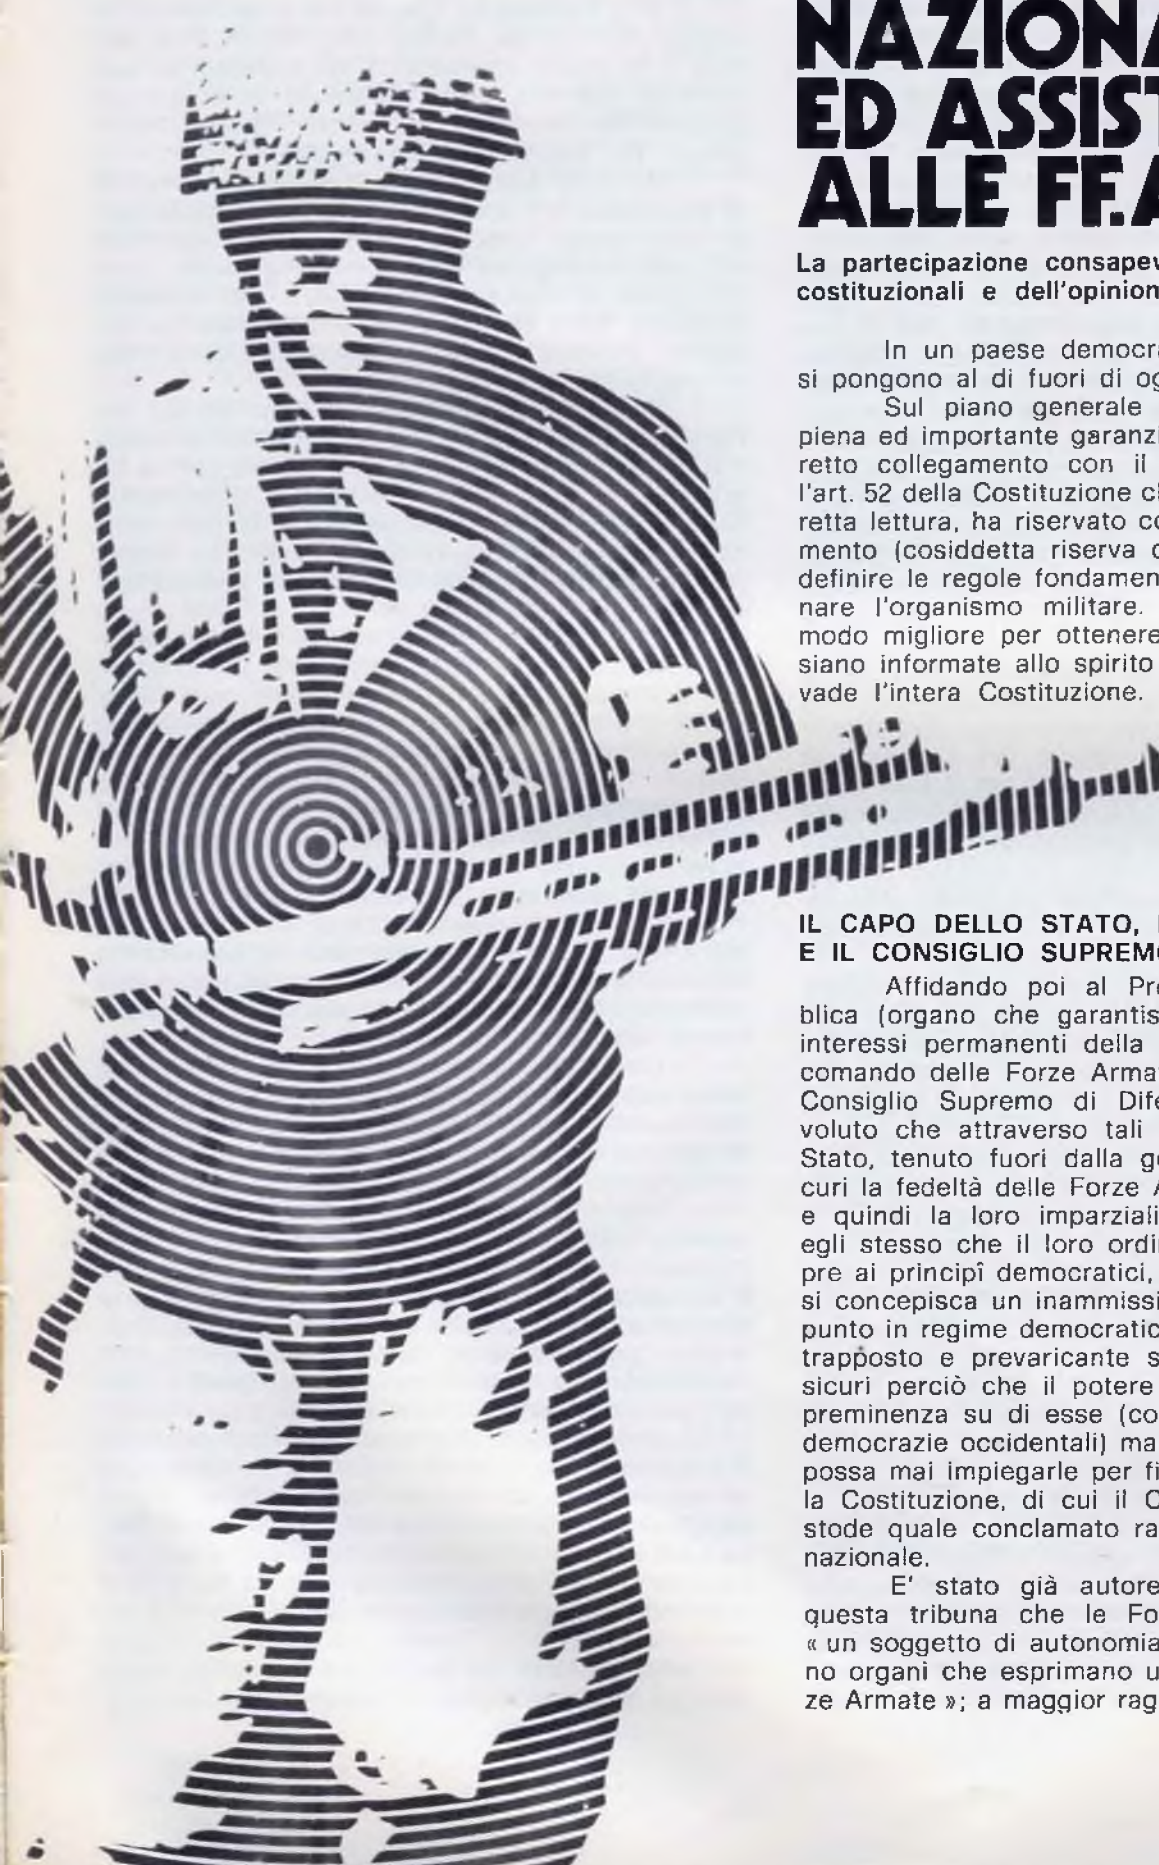 NAZIONA
ED ASSIST
ALLE FF.A
La partecipazione consapev
costituzionali e dell'opinion
In un paese democra
si pongono al di fuori di og
Sul piano generale
piena ed importante garanzi
retto collegamento con il
l'art. 52 della Costituzione cl
retta lettura, ha riservato co
mento (cosiddetta riserva d
definire le regole fondamen
nare l'organismo militare.
modo migliore per ottenere
siano informate allo spirito
vade l'intera Costituzione.
IL CAPO DELLO STATO,
E IL CONSIGLIO SUPREMO
Affidando poi al Pre
blica (organo che garantis
interessi permanenti della
comando delle Forze Arma
Consiglio Supremo di Dife
voluto che attraverso tali
Stato, tenuto fuori dalla ge
curi la fedeltà delle Forze A
e quindi la loro imparziali
egli stesso che il loro ordi
pre ai principî democratici,
si concepisca un inammissi
punto in regime democratic
trapposto e prevaricante s
sicuri perciò che il potere
preminenza su di esse (co
democrazie occidentali) ma
possa mai impiegarle per fi
la Costituzione, di cui il C
stode quale conclamato ra
nazionale.
E' stato già autore
questa tribuna che le Fo
« un soggetto di autonomia
no organi che esprimano u
ze Armate »; a maggior rag